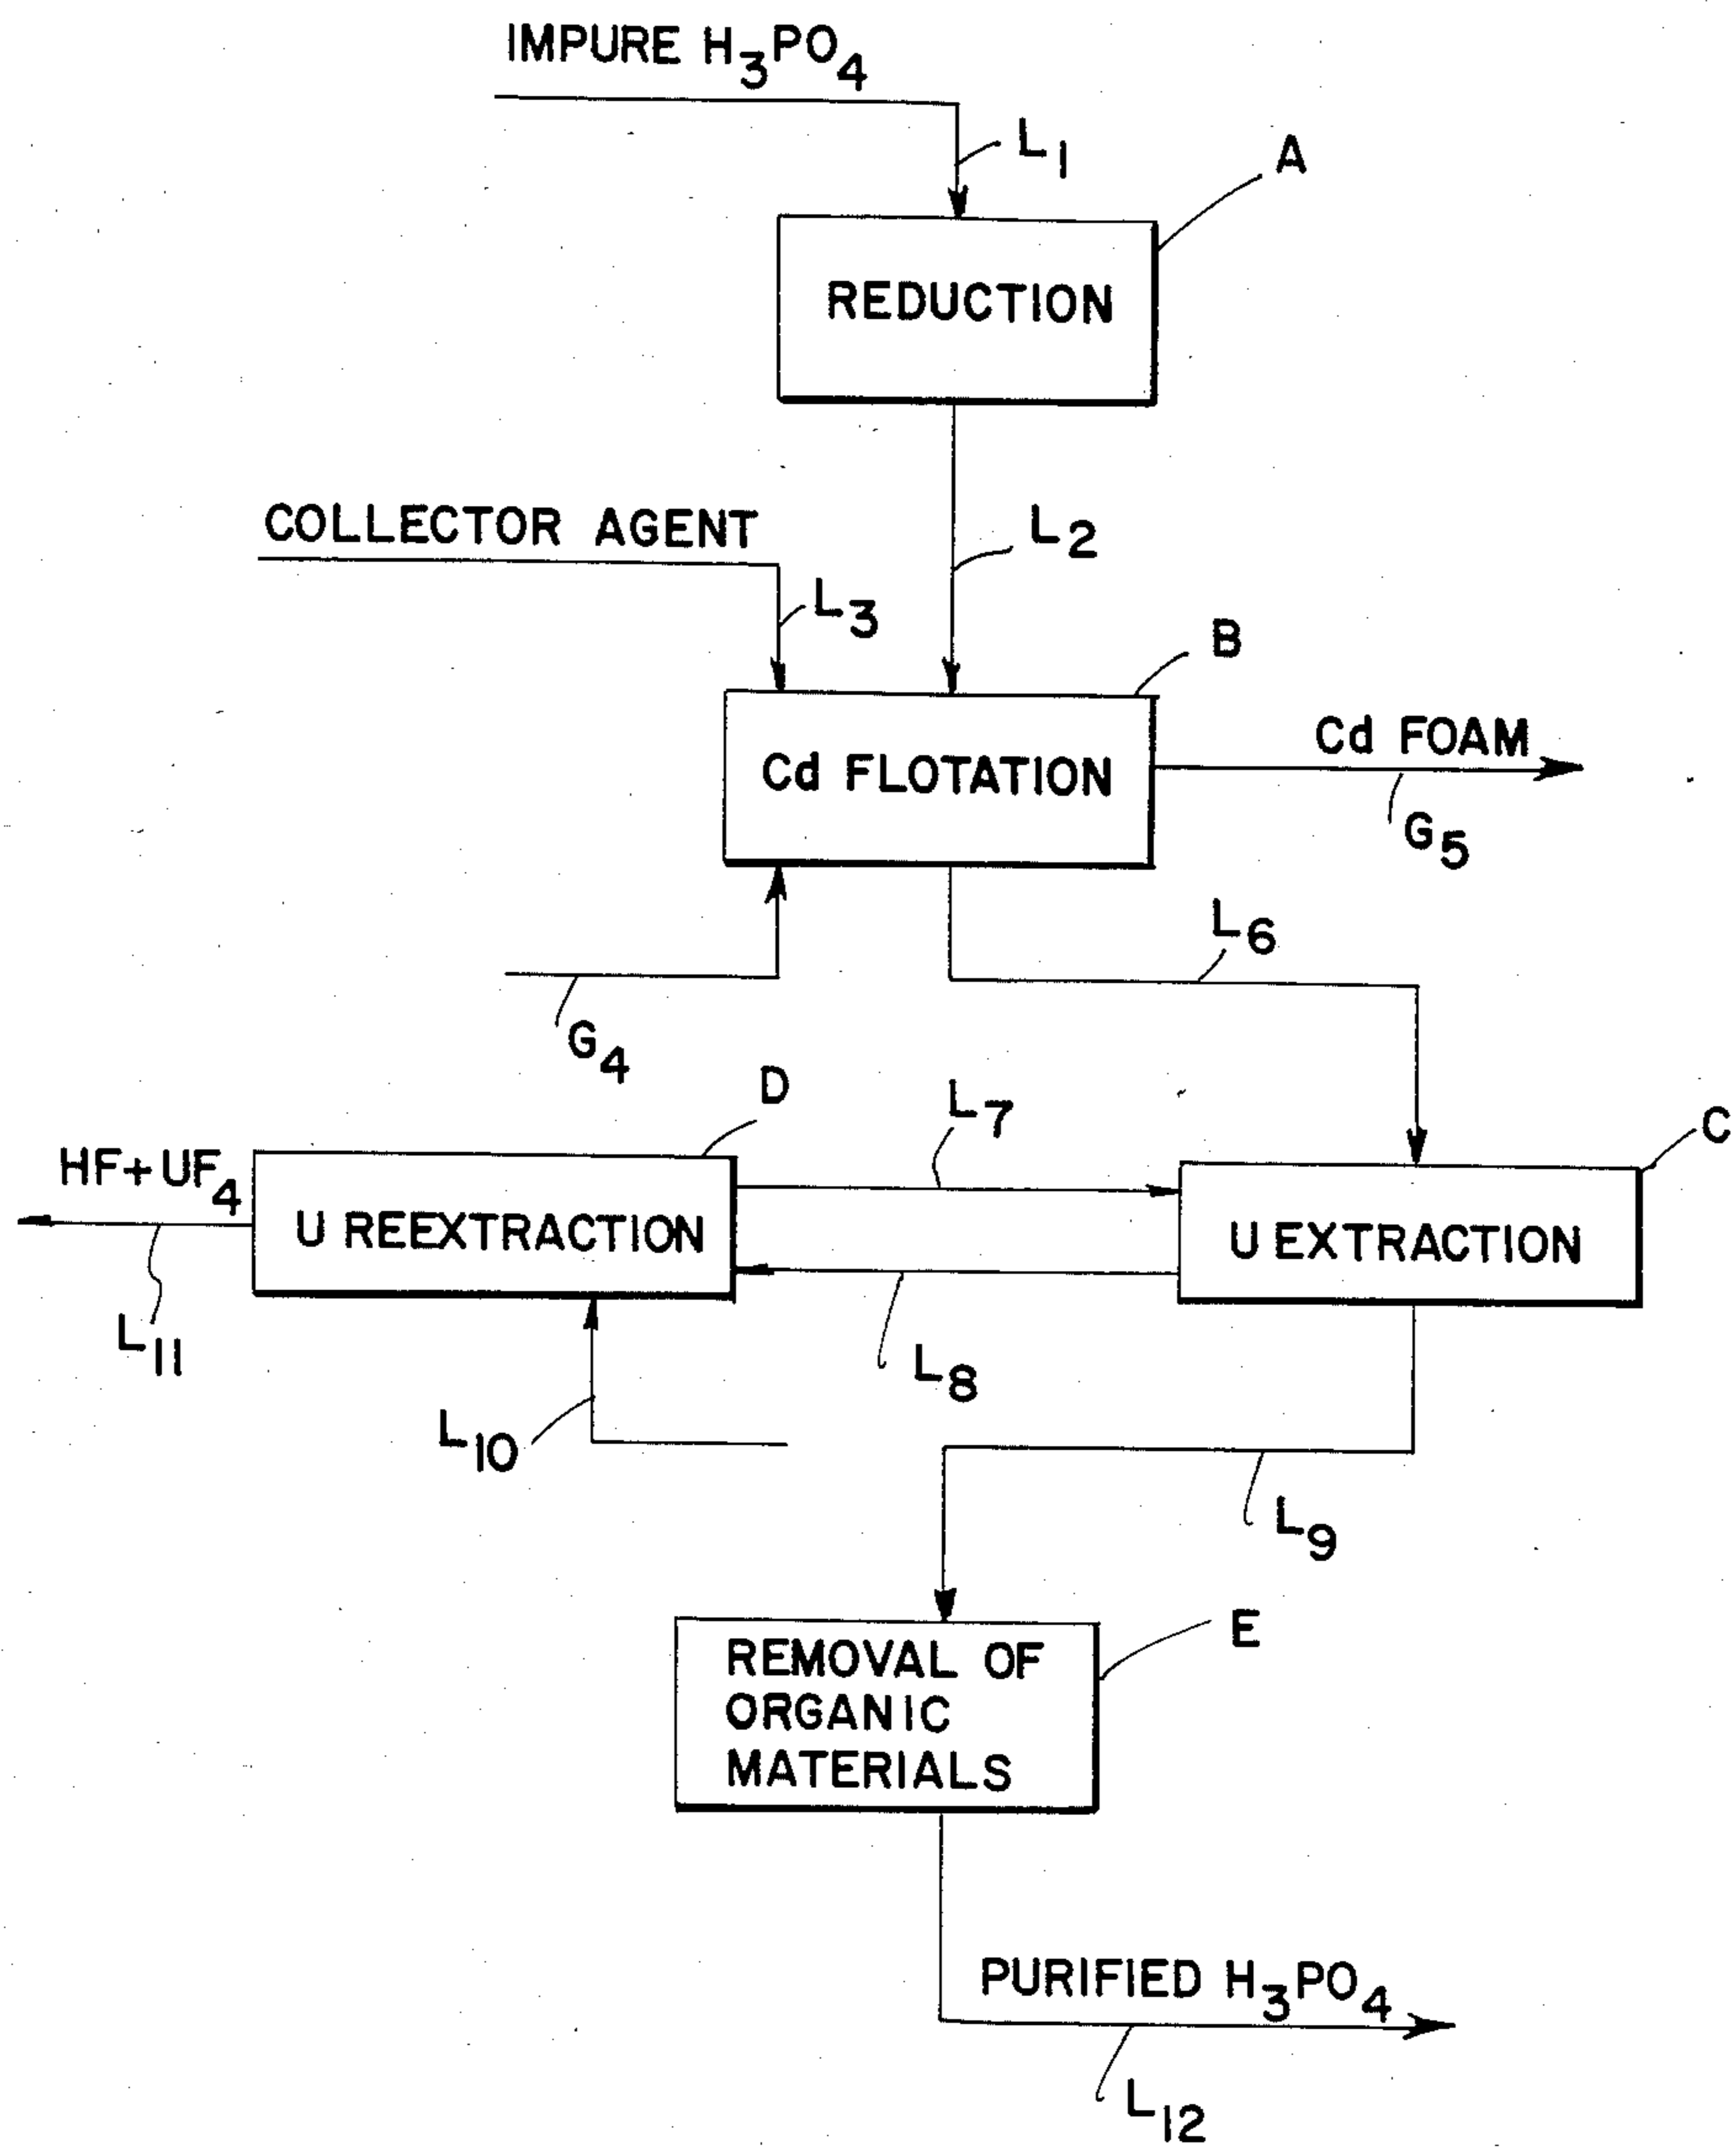 IMPURE H3PO4
L1
A
REDUCTION
COLLECTOR AGENT
L2
L3
B
Cd FLOTATION
Cd FOAM
G5
L6
G4
D
L7
C
HF+UF4
U REEXTRACTION
U EXTRACTION
L11
L8
L10
L9
E
REMOVAL OF
ORGANIC
MATERIALS
PURIFIED H3PO4
L12